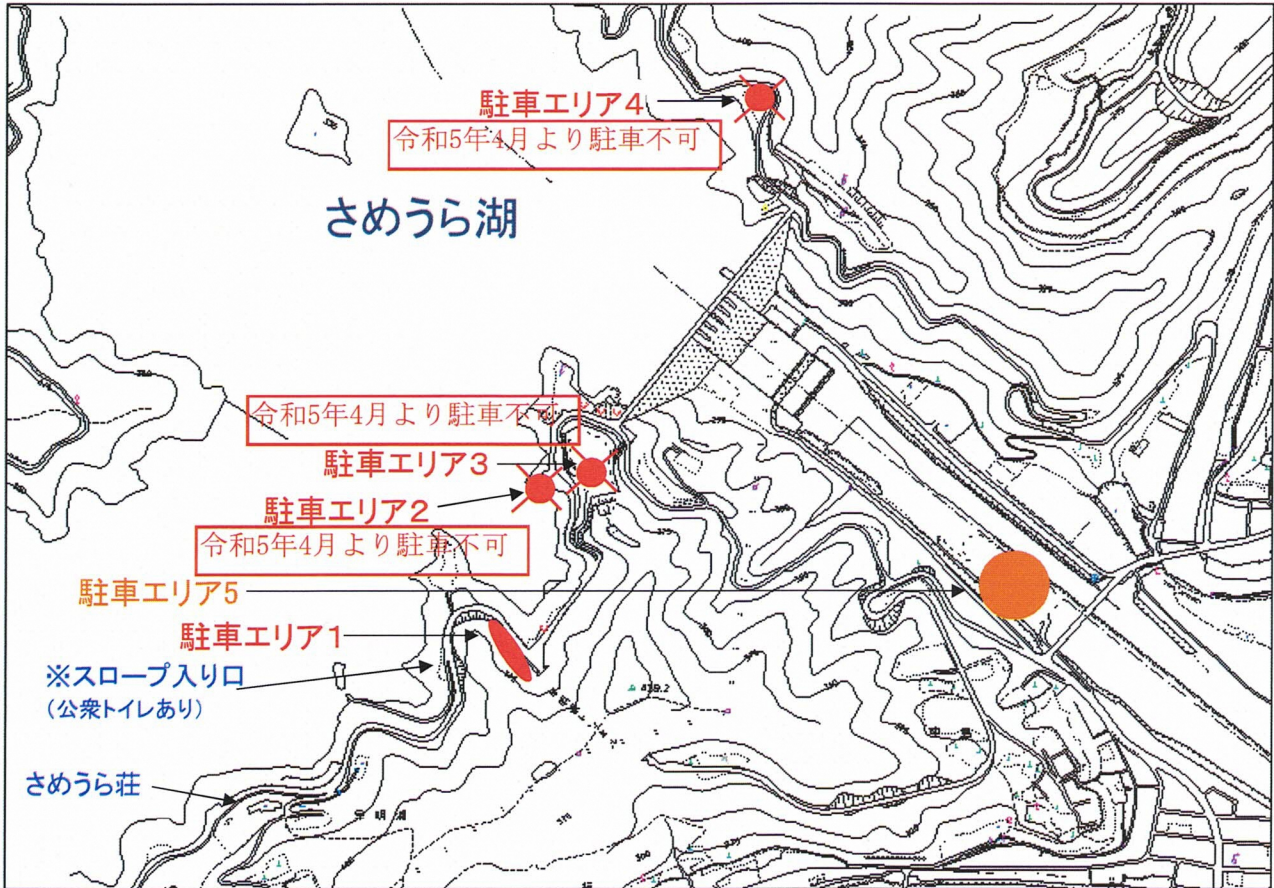 駐車エリア4
令和5年4月より駐車不可
さめうら湖
令和5年4月より駐車不可
駐車エリア3
駐車エリア2
令和5年4月より駐車不可
駐車エリア5
駐車エリア1
※スロープ入り口
(公衆トイレあり)
439.2
さめうら荘